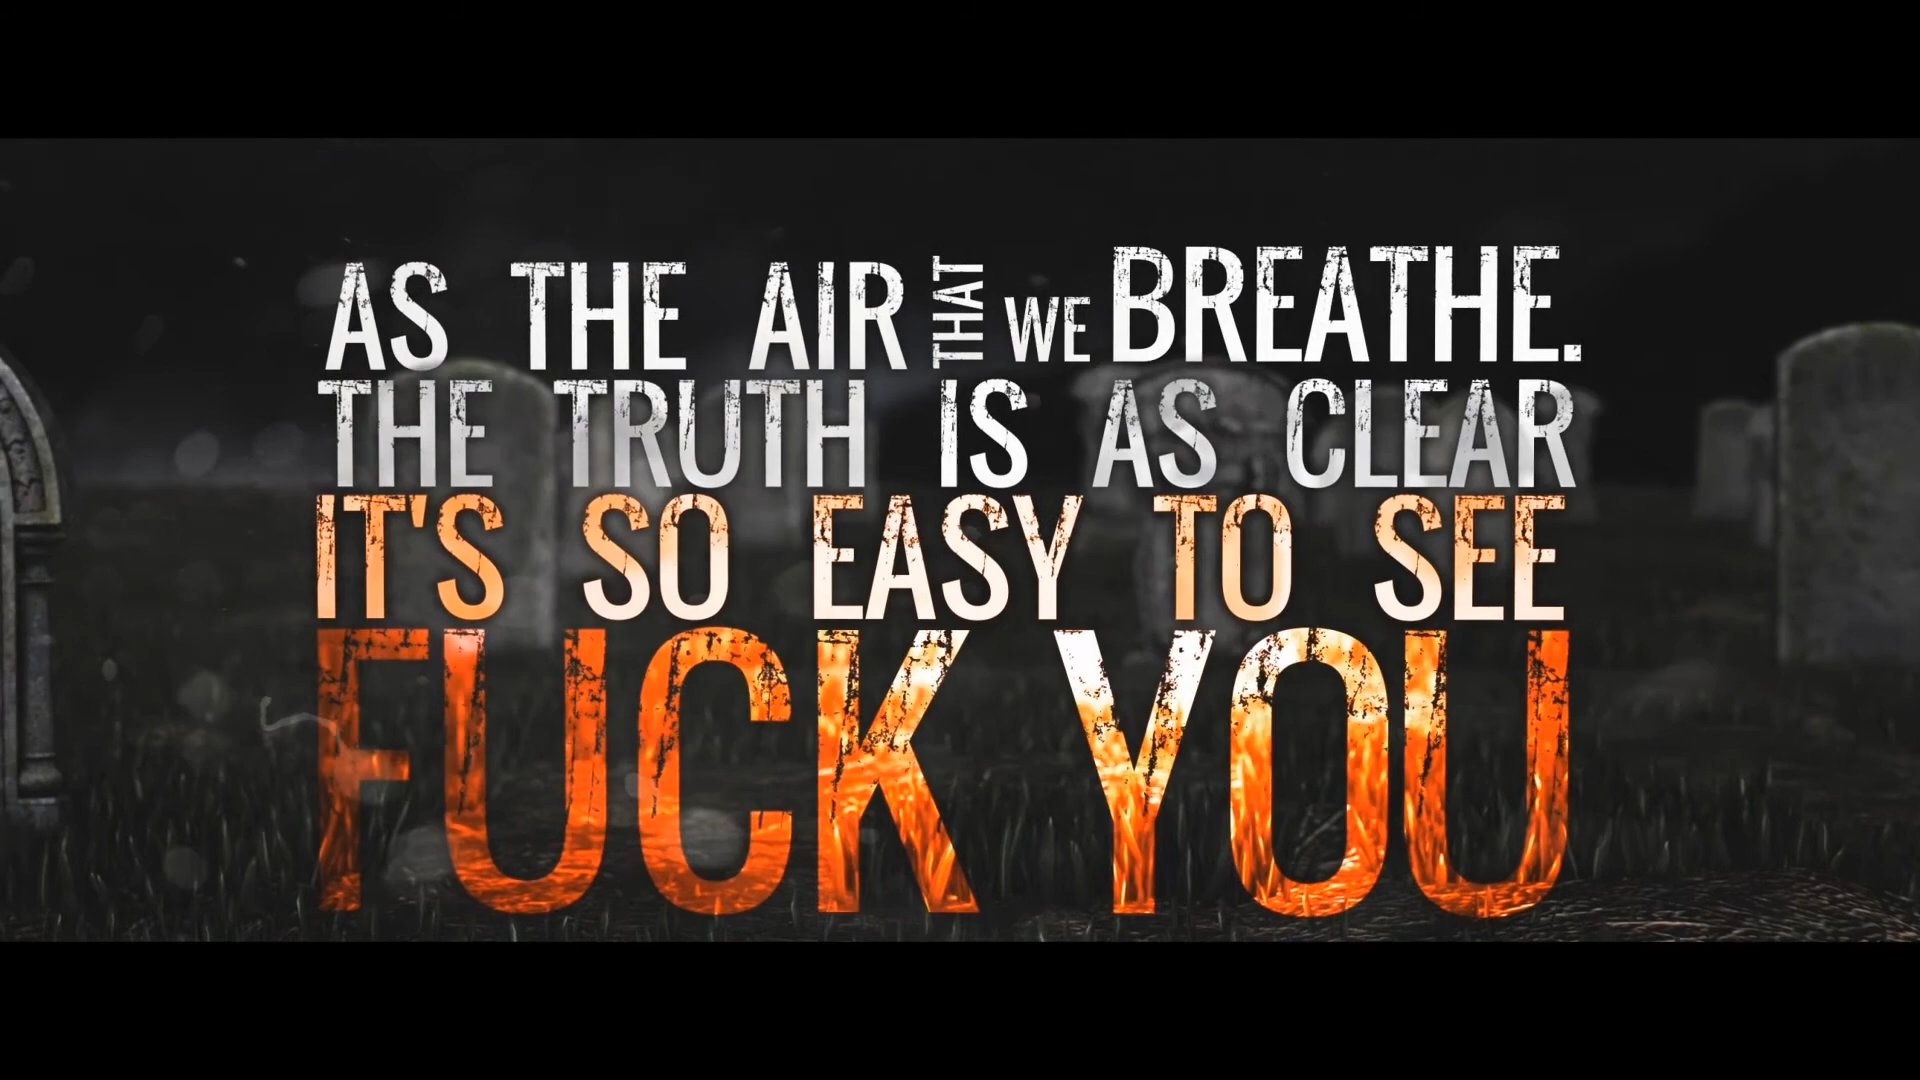 AS THE AIR THAT WE BREATHE.
THE TRUTH IS AS CLEAR
IT'S SO EASY TO SEE
FUCK YOU